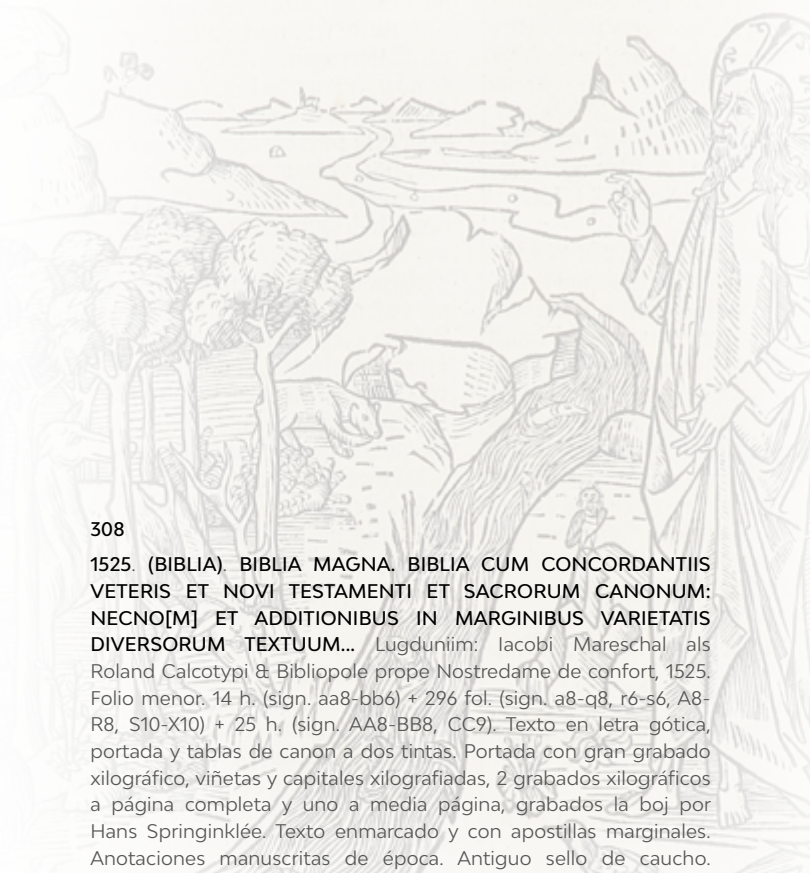 308
1525. (BIBLIA). BIBLIA MAGNA. BIBLIA CUM CONCORDANTIIS
VETERIS ET NOVI TESTAMENTI ET SACRORUM CANONUM:
NECNO[M] ET ADDITIONIBUS IN MARGINIBUS VARIETATIS
DIVERSORUM TEXTUUM... Lugduniim: Iacobi Mareschal als
Roland Calcotypi & Bibliopole prope Nostredame de confort, 1525.
Folio menor. 14 h. (sign. aa8-bb6) + 296 fol. (sign. a8-q8, r6-s6, A8-
R8, S10-X10) + 25 h. (sign. AA8-BB8, CC9). Texto en letra gótica,
portada y tablas de canon a dos tintas. Portada con gran grabado
xilográfico, viñetas y capitales xilografiadas, 2 grabados xilográficos
a página completa y uno a media página, grabados la boj por
Hans Springinklée. Texto enmarcado y con apostillas marginales.
Anotaciones manuscritas de época. Antiguo sello de caucho.